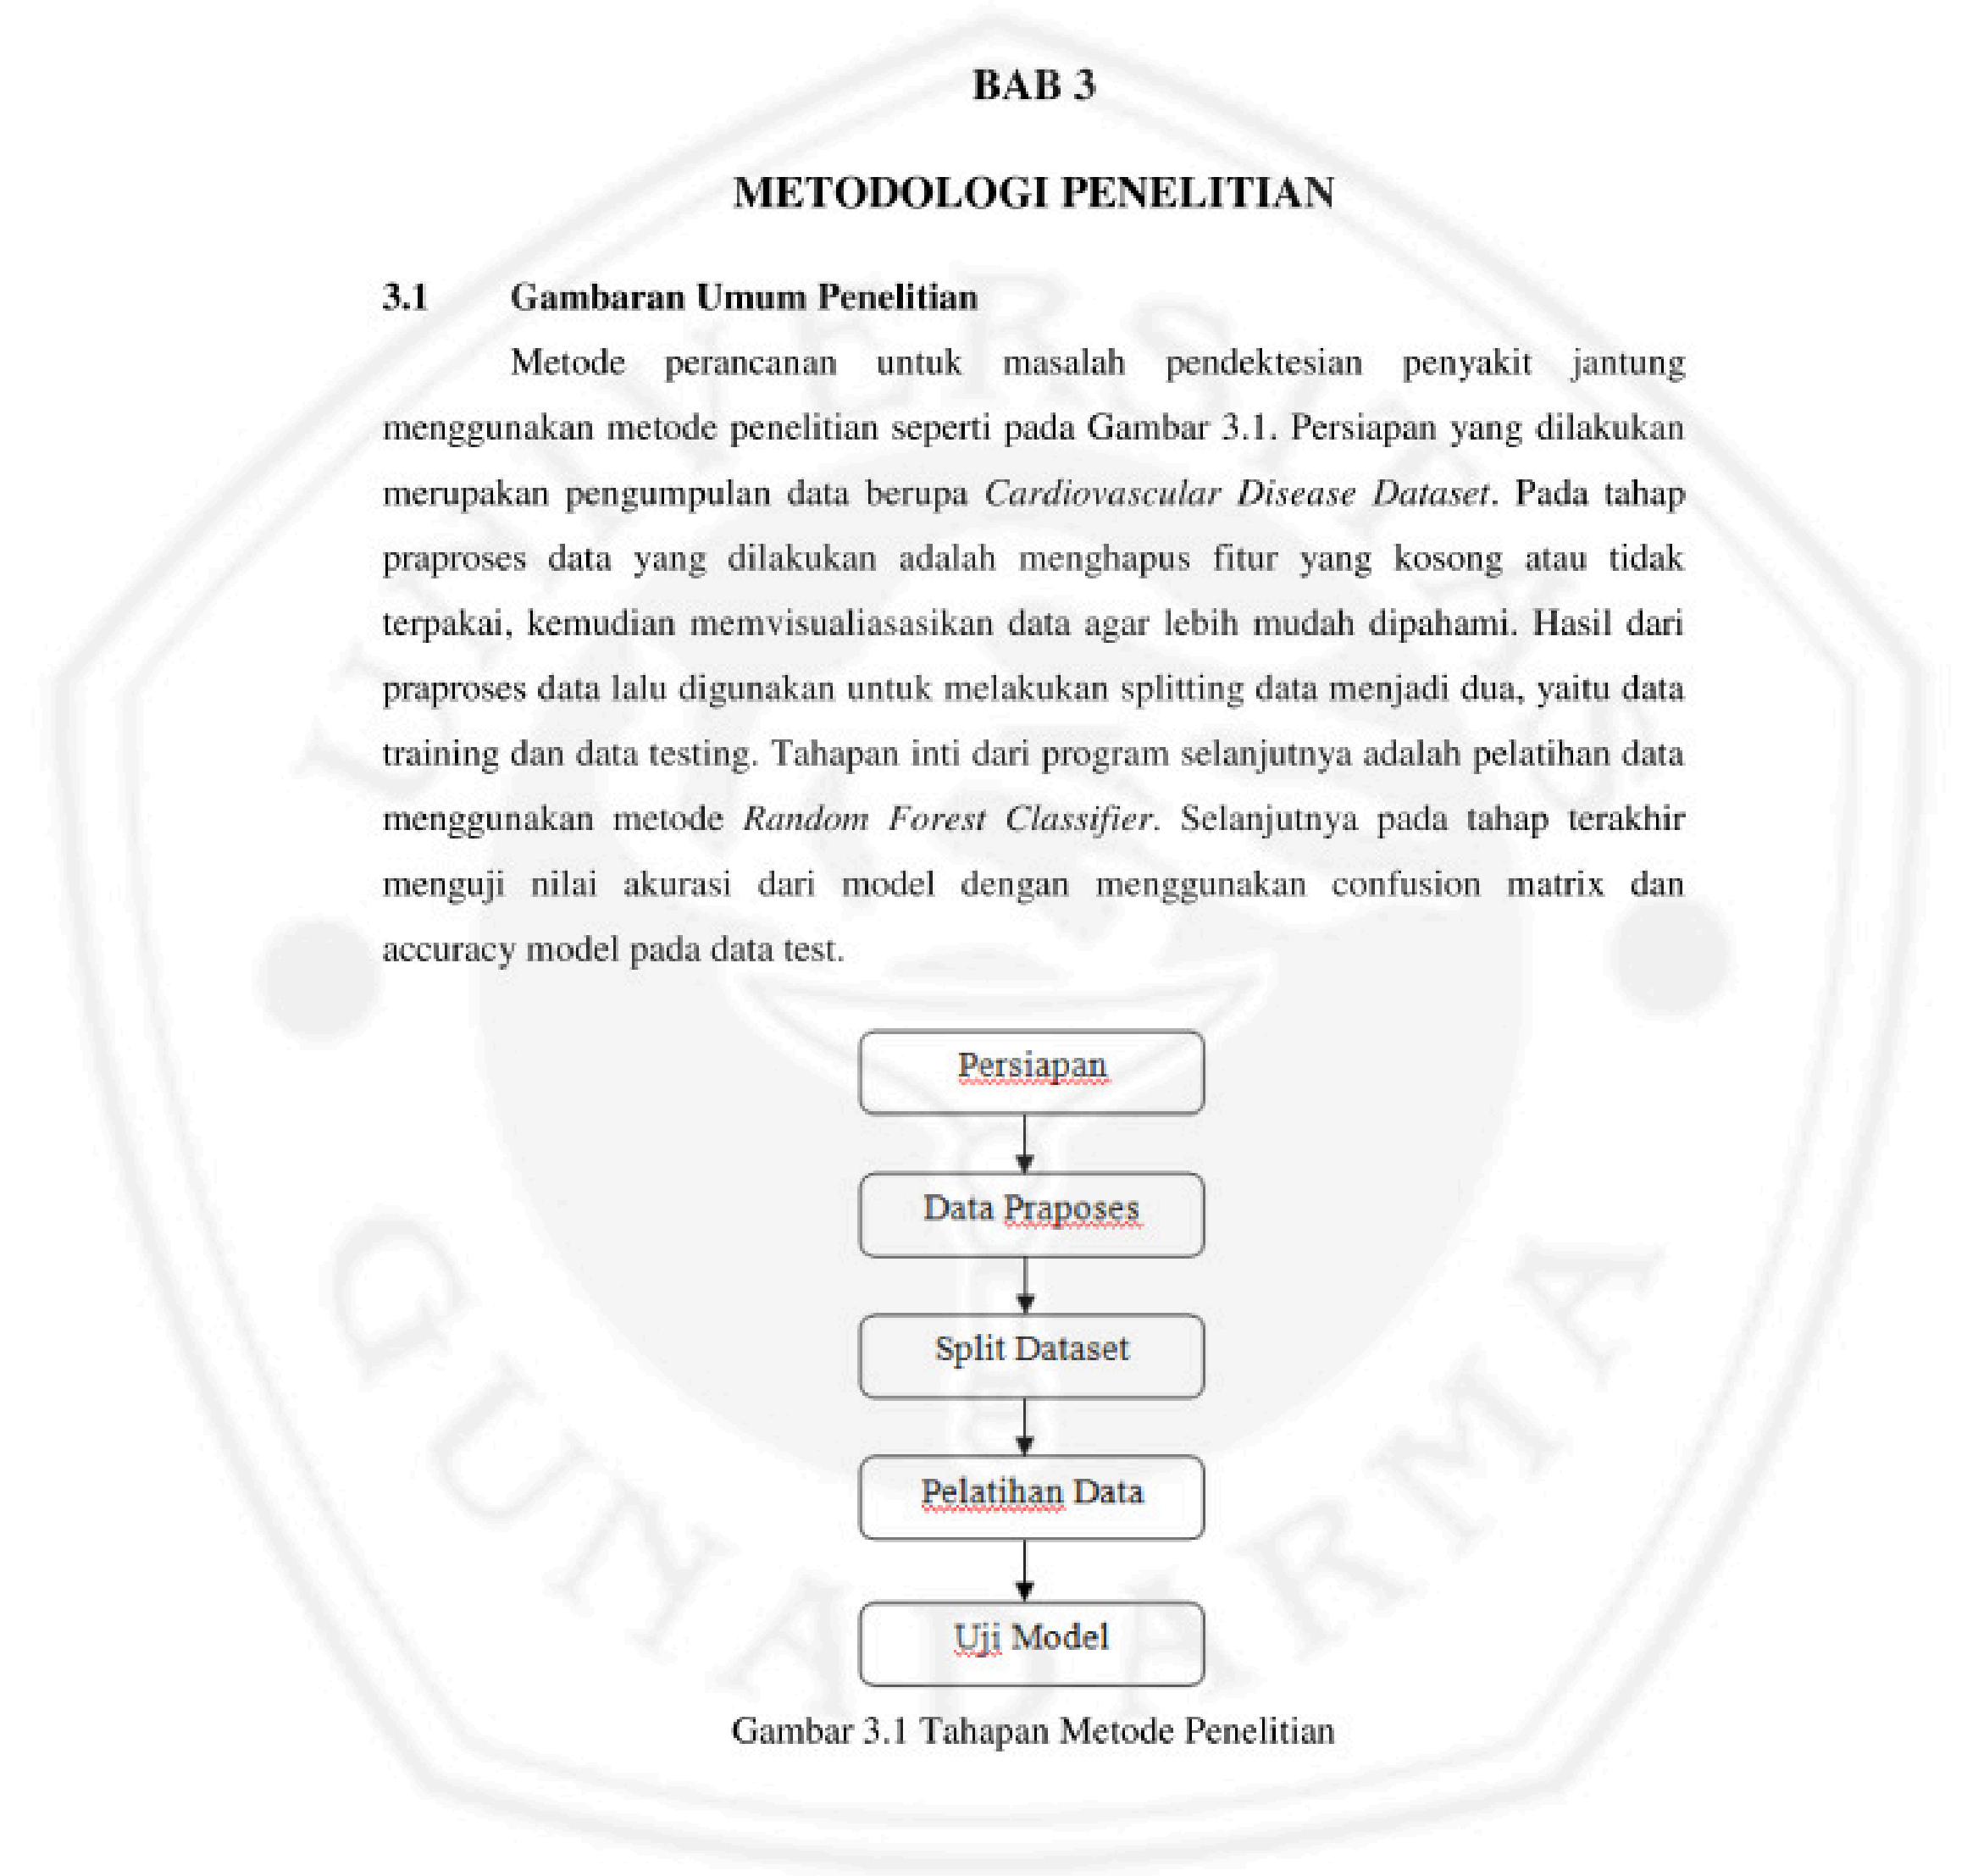 BAB 3
METODOLOGI PENELITIAN
3.1 Gambaran Umum Penelitian
Metode perancanan untuk masalah pendektesian penyakit jantung
menggunakan metode penelitian seperti pada Gambar 3.1. Persiapan yang dilakukan
merupakan pengumpulan data berupa Cardiovascular Disease Dataset. Pada tahap
praproses data yang dilakukan adalah menghapus fitur yang kosong atau tidak
terpakai, kemudian memvisualiasasikan data agar lebih mudah dipahami. Hasil dari
praproses data lalu digunakan untuk melakukan splitting data menjadi dua, yaitu data
training dan data testing. Tahapan inti dari program selanjutnya adalah pelatihan data
menggunakan metode Random Forest Classifier. Selanjutnya pada tahap terakhir
menguji nilai akurasi dari model dengan menggunakan confusion matrix dan
accuracy model pada data test.
Persiapan
Data Praposes
Split Dataset
Pelatihan Data
Uji Model
Gambar 3.1 Tahapan Metode Penelitian
UNIVERSITAS
GUNADARMA